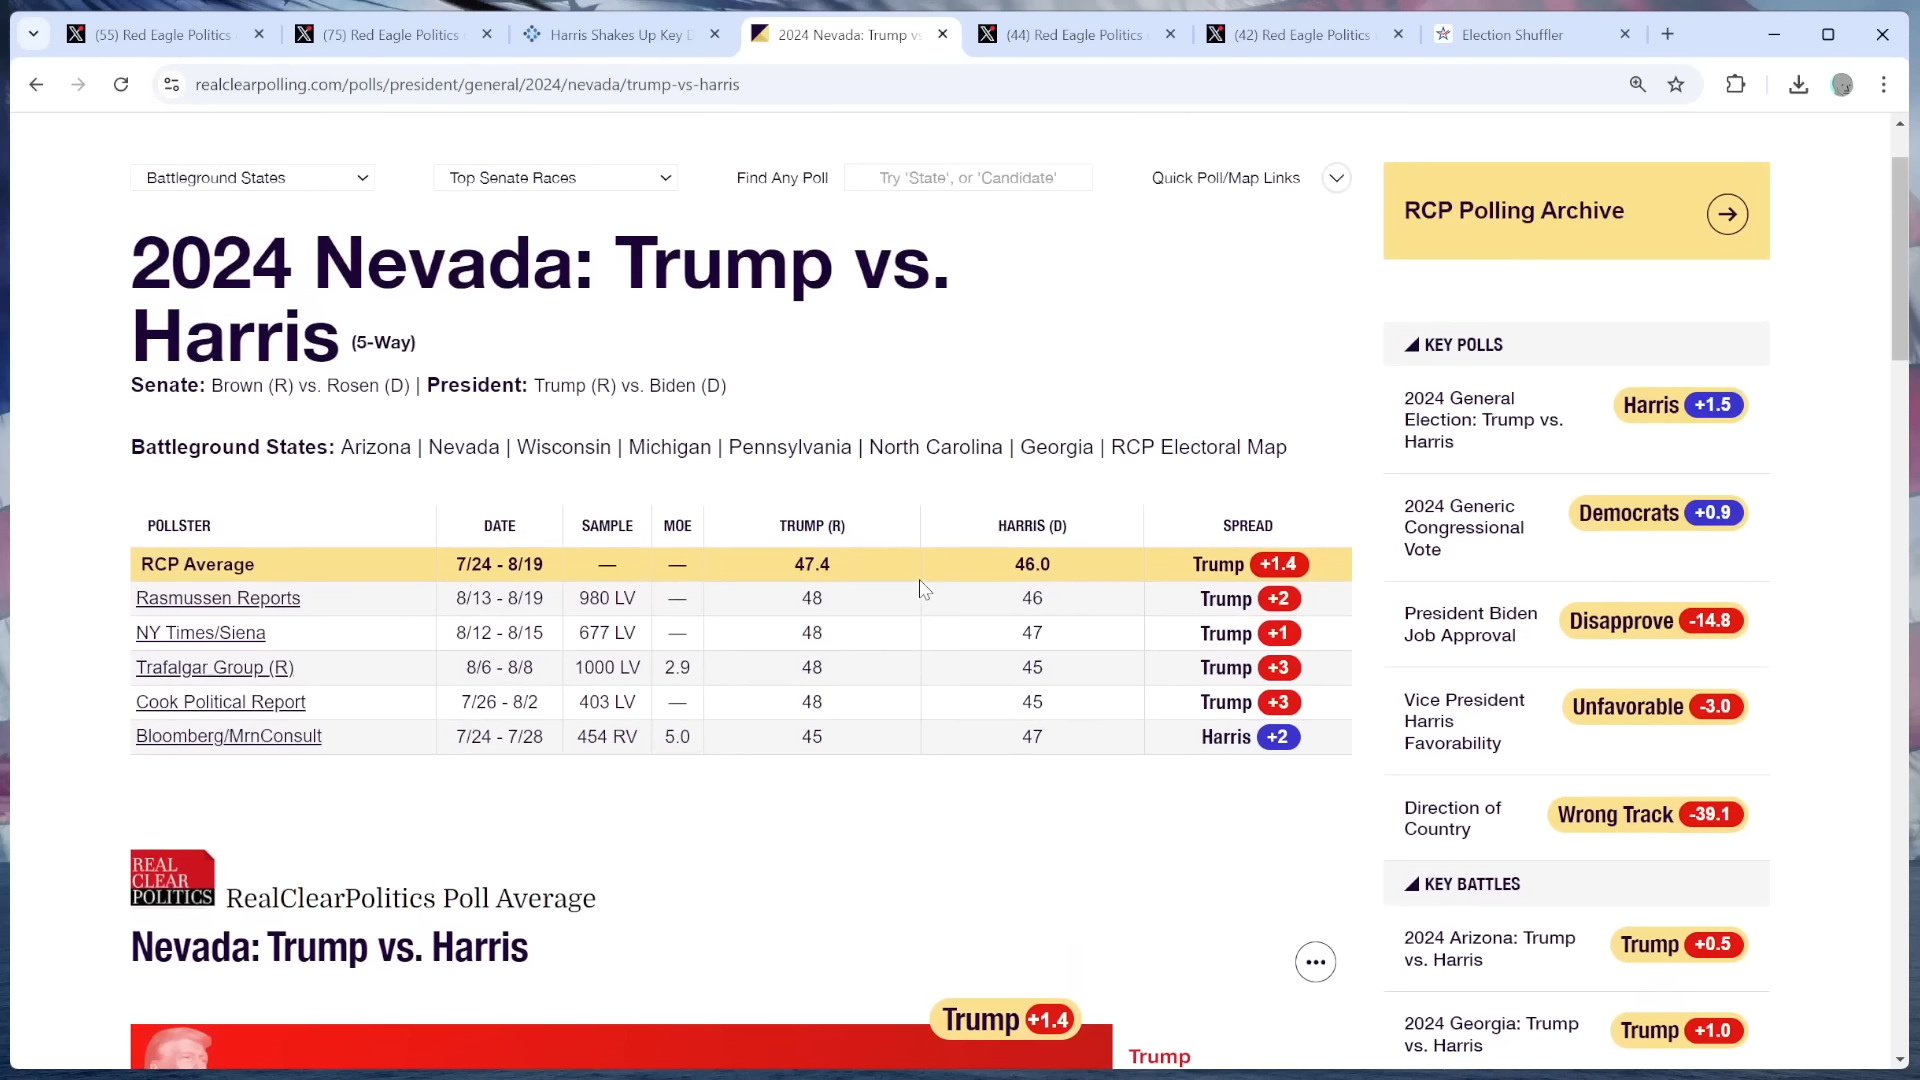 (55) Red Eagle Politics
(75) Red Eagle Politics
Harris Shakes Up Key
2024 Nevada: Trump vs
(44) Red Eagle Politics
(42) Red Eagle Politics
Election Shuffler
realclearpolling.com/polls/president/general/2024/nevada/trump-vs-harris
Battleground States
Top Senate Races
Find Any Poll
Try 'State', or 'Candidate'
Quick Poll/Map Links
RCP Polling Archive
2024 Nevada: Trump vs.
Harris (5-Way)
Senate: Brown (R) vs. Rosen (D) | President: Trump (R) vs. Biden (D)
Battleground States: Arizona | Nevada | Wisconsin | Michigan | Pennsylvania | North Carolina | Georgia | RCP Electoral Map
POLLSTER DATE SAMPLE MOE TRUMP (R) HARRIS (D) SPREAD
RCP Average 7/24 - 8/19 — — 47.4 46.0 Trump +1.4
Rasmussen Reports 8/13 - 8/19 980 LV — 48 46 Trump +2
NY Times/Siena 8/12 - 8/15 677 LV — 48 47 Trump +1
Trafalgar Group (R) 8/6 - 8/8 1000 LV 2.9 48 45 Trump +3
Cook Political Report 7/26 - 8/2 403 LV — 48 45 Trump +3
Bloomberg/MrnConsult 7/24 - 7/28 454 RV 5.0 45 47 Harris +2
REAL
CLEAR
POLITICS
RealClearPolitics Poll Average
Nevada: Trump vs. Harris
Trump +1.4
Trump
KEY POLLS
2024 General
Election: Trump vs.
Harris
Harris +1.5
2024 Generic
Congressional
Vote
Democrats +0.9
President Biden
Job Approval
Disapprove -14.8
Vice President
Harris
Favorability
Unfavorable -3.0
Direction of
Country
Wrong Track -39.1
KEY BATTLES
2024 Arizona: Trump
vs. Harris
Trump +0.5
2024 Georgia: Trump
vs. Harris
Trump +1.0